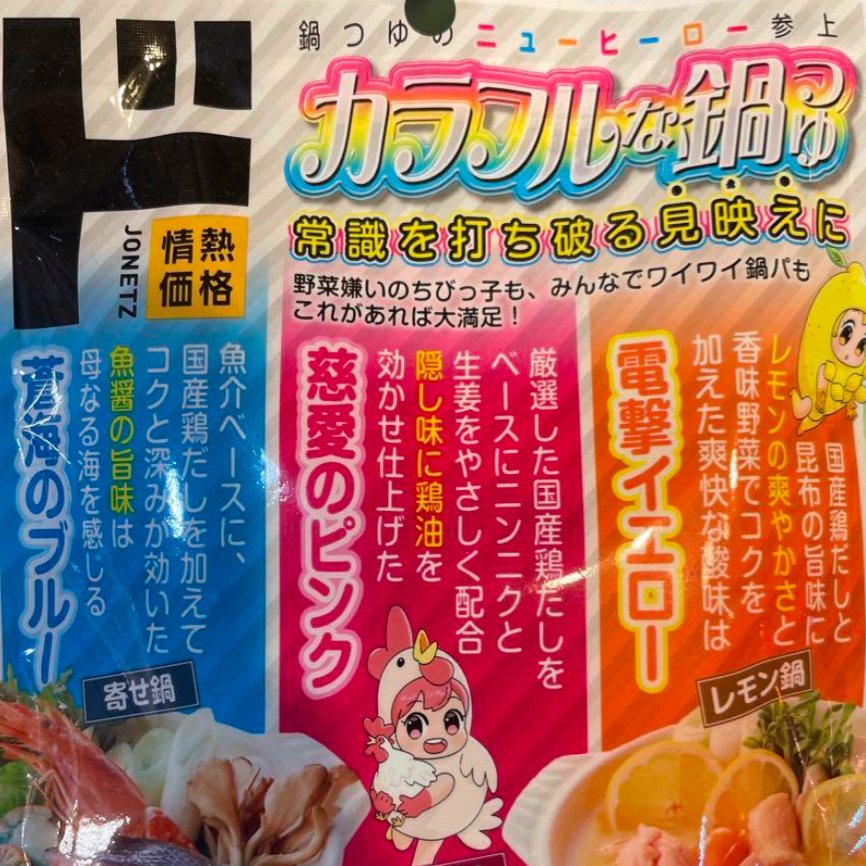 ド
JONETZ
情熱
価格
鍋つゆのニューヒーロー参上
カラフルな鍋つゆ
常識を打ち破る見映えに
野菜嫌いのちびっ子も、みんなでワイワイ鍋パも
これがあれば大満足！
蒼海のブルー
魚介ベースに、
国産鶏だしを加えて
コクと深みが効いた
魚醤の旨味は
母なる海を感じる
寄せ鍋
慈愛のピンク
厳選した国産鶏だしを
ベースにニンニクと
生姜をやさしく配合
隠し味に鶏油を
効かせ仕上げた
電撃イエロー
国産鶏だしと
昆布の旨味に
レモンの爽やかさと
香味野菜でコクを
加えた爽快な酸味は
レモン鍋